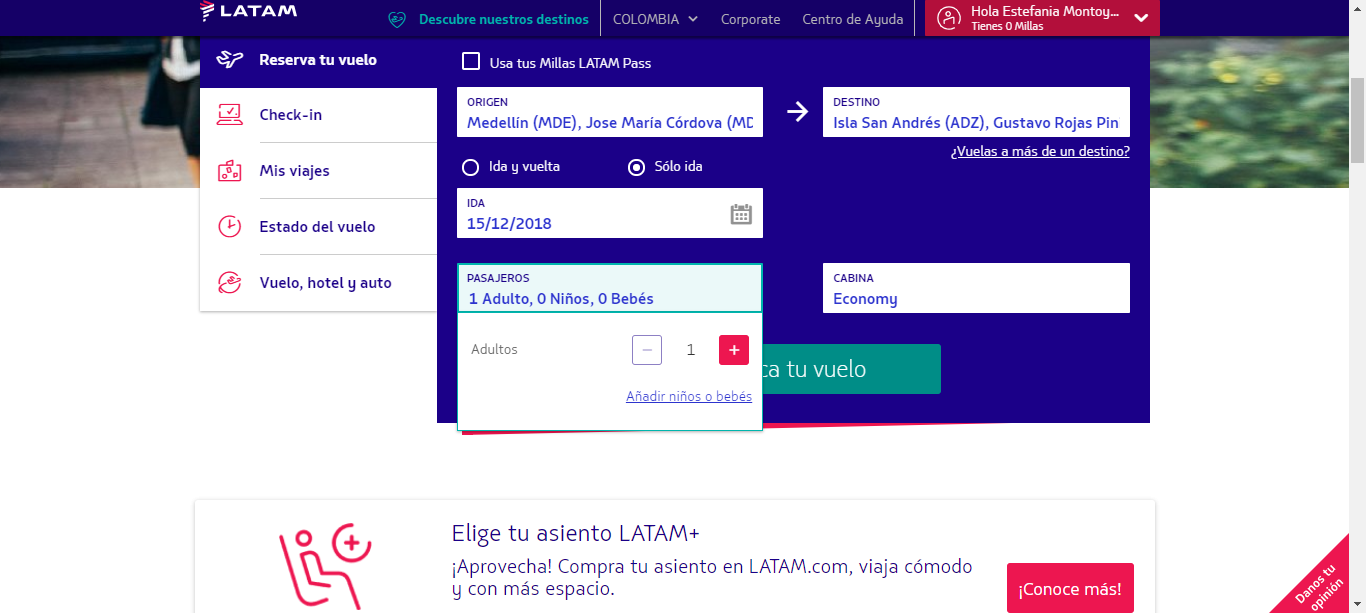 LATAM
Descubre nuestros destinos
COLOMBIA
Corporate
Centro de Ayuda
Hola Estefania Montoy...
Tienes 0 Millas
Reserva tu vuelo
Check-in
Mis viajes
Estado del vuelo
Vuelo, hotel y auto
Usa tus Millas LATAM Pass
ORIGEN
Medellín (MDE), Jose María Córdova (MD
DESTINO
Isla San Andrés (ADZ), Gustavo Rojas Pin
¿Vuelas a más de un destino?
Ida y vuelta
Sólo ida
IDA
15/12/2018
PASAJEROS
1 Adulto, 0 Niños, 0 Bebés
CABINA
Economy
Adultos
− 1 +
Añadir niños o bebés
ca tu vuelo
Elige tu asiento LATAM+
¡Aprovecha! Compra tu asiento en LATAM.com, viaja cómodo
y con más espacio.
¡Conoce más!
Danos tu
opinión